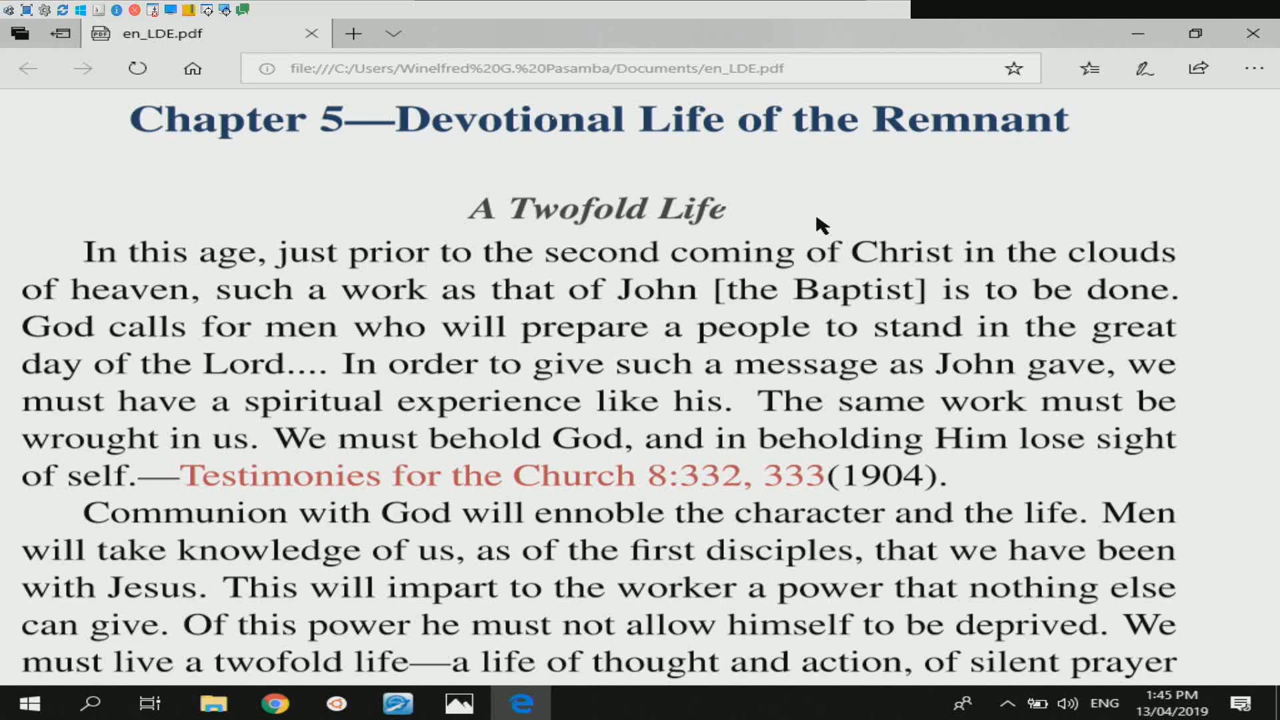 en_LDE.pdf
file:///C:/Users/Winelfred%20G.%20Pasamba/Documents/en_LDE.pdf
Chapter 5—Devotional Life of the Remnant
A Twofold Life
In this age, just prior to the second coming of Christ in the clouds
of heaven, such a work as that of John [the Baptist] is to be done.
God calls for men who will prepare a people to stand in the great
day of the Lord.... In order to give such a message as John gave, we
must have a spiritual experience like his. The same work must be
wrought in us. We must behold God, and in beholding Him lose sight
of self.—Testimonies for the Church 8:332, 333(1904).
Communion with God will ennoble the character and the life. Men
will take knowledge of us, as of the first disciples, that we have been
with Jesus. This will impart to the worker a power that nothing else
can give. Of this power he must not allow himself to be deprived. We
must live a twofold life—a life of thought and action, of silent prayer
ENG
1:45 PM
13/04/2019